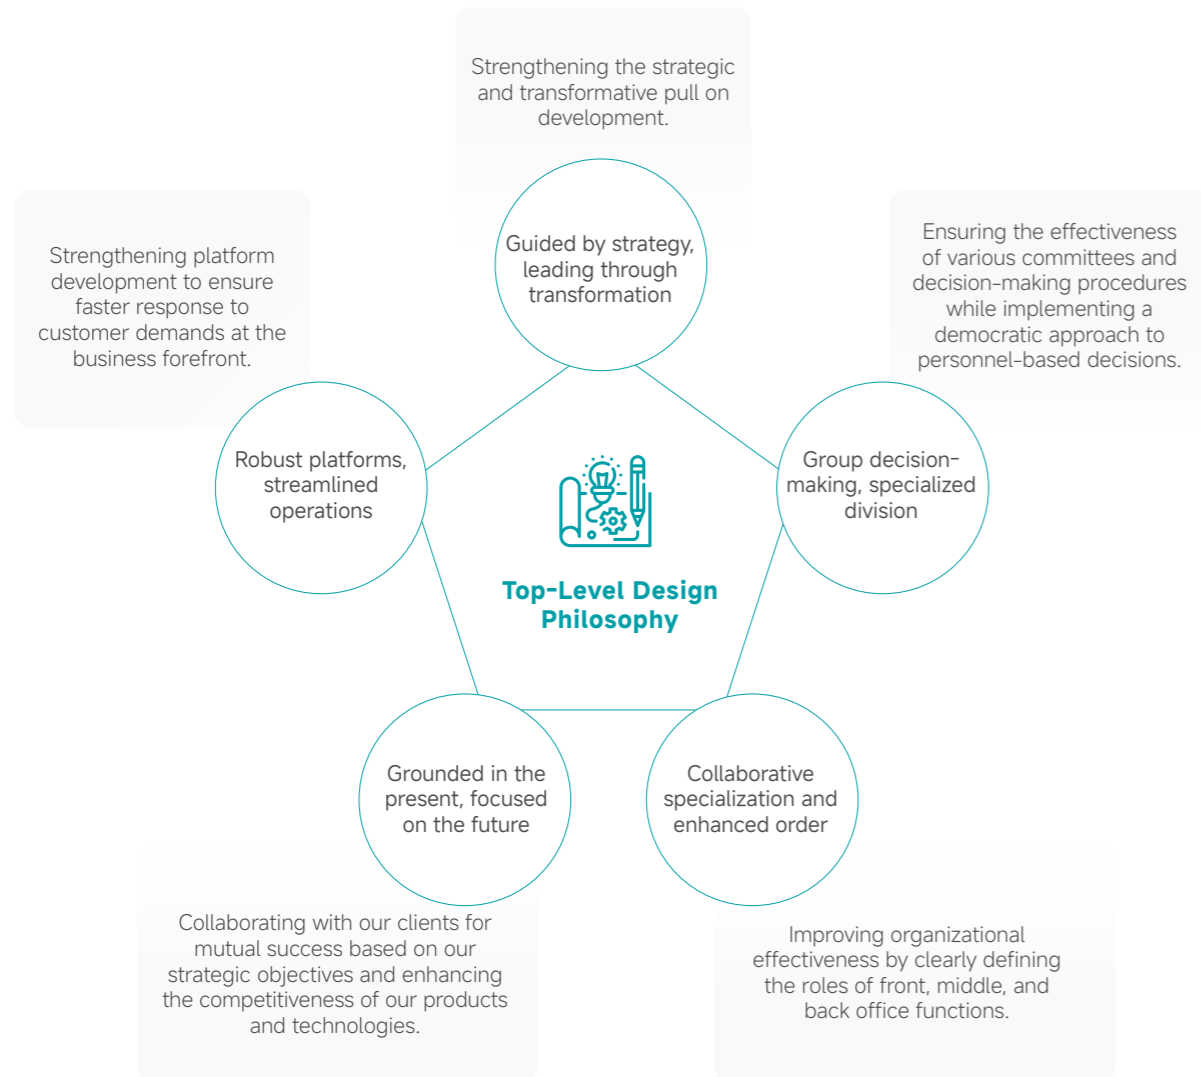 Strengthening the strategic
and transformative pull on
development.
Guided by strategy,
leading through
transformation
Strengthening platform
development to ensure
faster response to
customer demands at the
business forefront.
Ensuring the effectiveness
of various committees and
decision-making procedures
while implementing a
democratic approach to
personnel-based decisions.
Robust platforms,
streamlined
operations
Group decision-
making, specialized
division
Top-Level Design
Philosophy
Grounded in the
present, focused
on the future
Collaborative
specialization and
enhanced order
Collaborating with our clients for
mutual success based on our
strategic objectives and enhancing
the competitiveness of our products
and technologies.
Improving organizational
effectiveness by clearly defining
the roles of front, middle, and
back office functions.